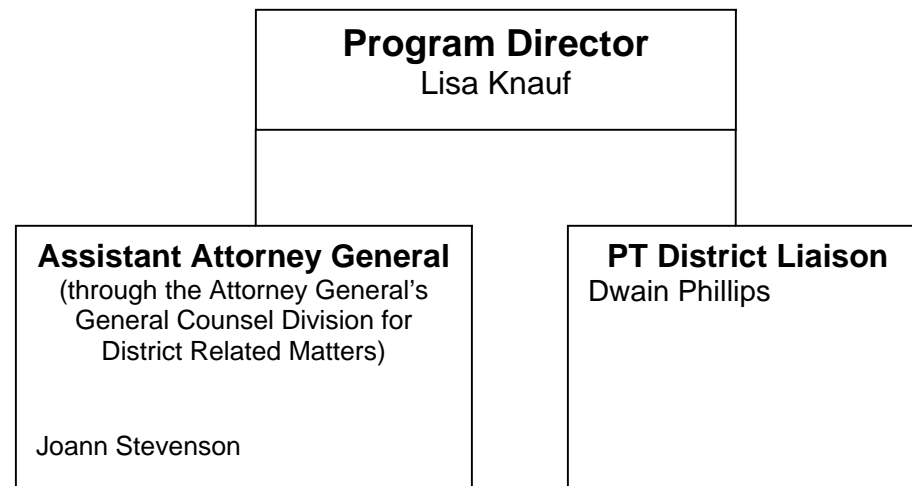 Program Director
Lisa Knauf
Assistant Attorney General
(through the Attorney General’s
General Counsel Division for
District Related Matters)
Joann Stevenson
PT District Liaison
Dwain Phillips